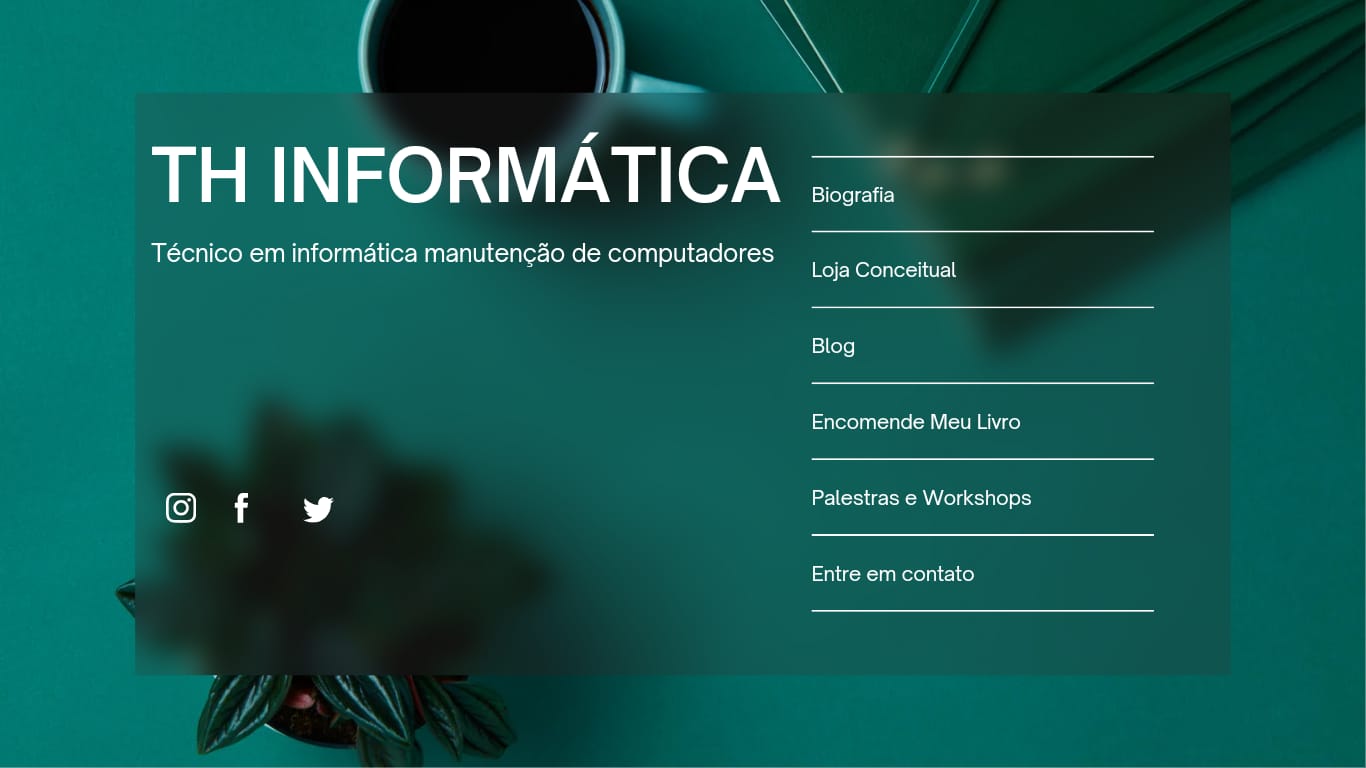 TH INFORMÁTICA
Técnico em informática manutenção de computadores
Biografia
Loja Conceitual
Blog
Encomende Meu Livro
Palestras e Workshops
Entre em contato